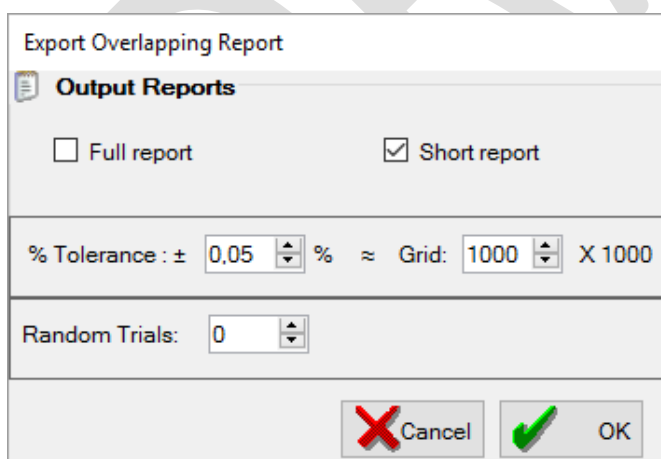 Export Overlapping Report
Output Reports
Full report Short report
% Tolerance : ± 0,05 % ≈ Grid: 1000 X 1000
Random Trials: 0
Cancel OK